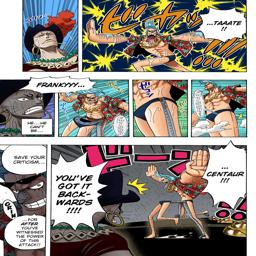 ...TAAATE
!!
FRANKYYY...
HE... HE
CAN'T
BE...
SAVE YOUR
CRITICISM...
...FOR AFTER
YOU'VE
WITNESSED THE
POWER OF
THIS ATTACK!!
YOU'VE
GOT IT
BACK-
WARDS
!!!!
...
CENTAUR
!!!